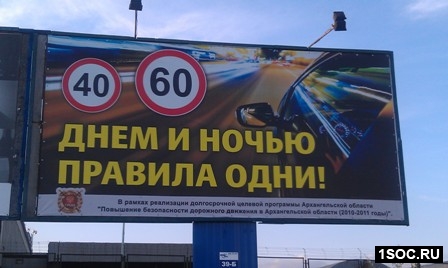 40
60
ДНЕМ И НОЧЬЮ
ПРАВИЛА ОДНИ!
В рамках реализации долгосрочной целевой программы Архангельской области
"Повышение безопасности дорожного движения в Архангельской области (2010-2011 годы)".
39-Б
1SOC.RU